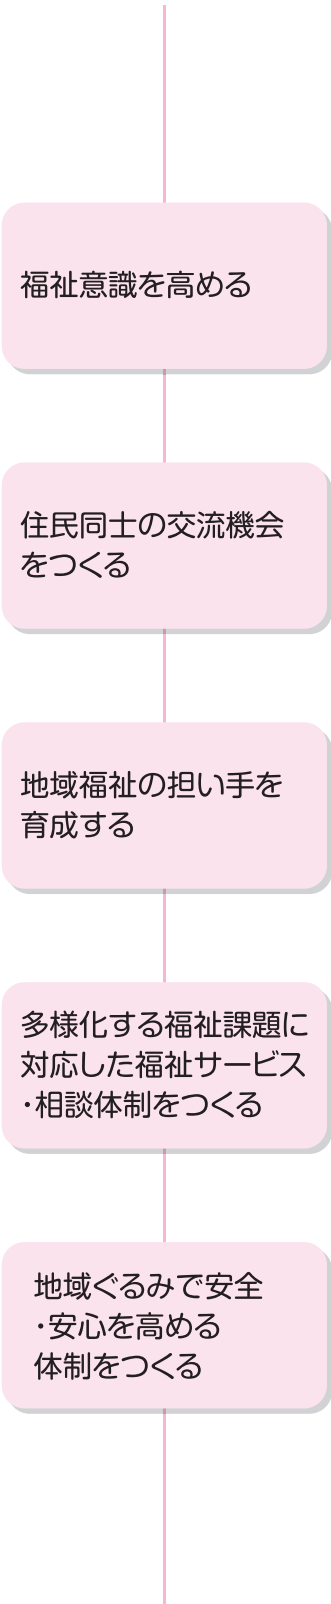 福祉意識を高める
住民同士の交流機会
をつくる
地域福祉の担い手を
育成する
多様化する福祉課題に
対応した福祉サービス
・相談体制をつくる
地域ぐるみで安全
・安心を高める
体制をつくる